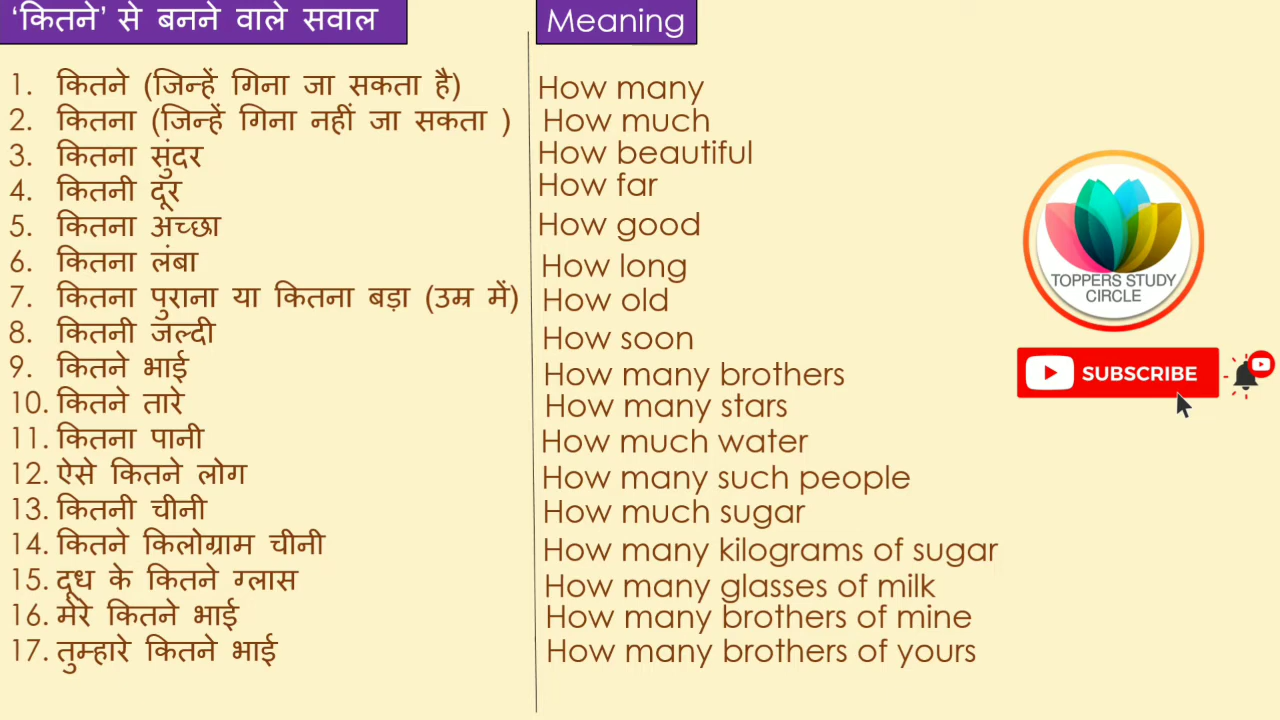 ‘कितने’ से बनने वाले सवाल
Meaning
1. कितने (जिन्हें गिना जा सकता है)
How many
2. कितना (जिन्हें गिना नहीं जा सकता )
How much
3. कितना सुंदर
How beautiful
4. कितनी दूर
How far
5. कितना अच्छा
How good
6. कितना लंबा
How long
7. कितना पुराना या कितना बड़ा (उम्र में)
How old
8. कितनी जल्दी
How soon
9. कितने भाई
How many brothers
10. कितने तारे
How many stars
11. कितना पानी
How much water
12. ऐसे कितने लोग
How many such people
13. कितनी चीनी
How much sugar
14. कितने किलोग्राम चीनी
How many kilograms of sugar
15. दूध के कितने ग्लास
How many glasses of milk
16. मेरे कितने भाई
How many brothers of mine
17. तुम्हारे कितने भाई
How many brothers of yours
TOPPERS STUDY
CIRCLE
SUBSCRIBE